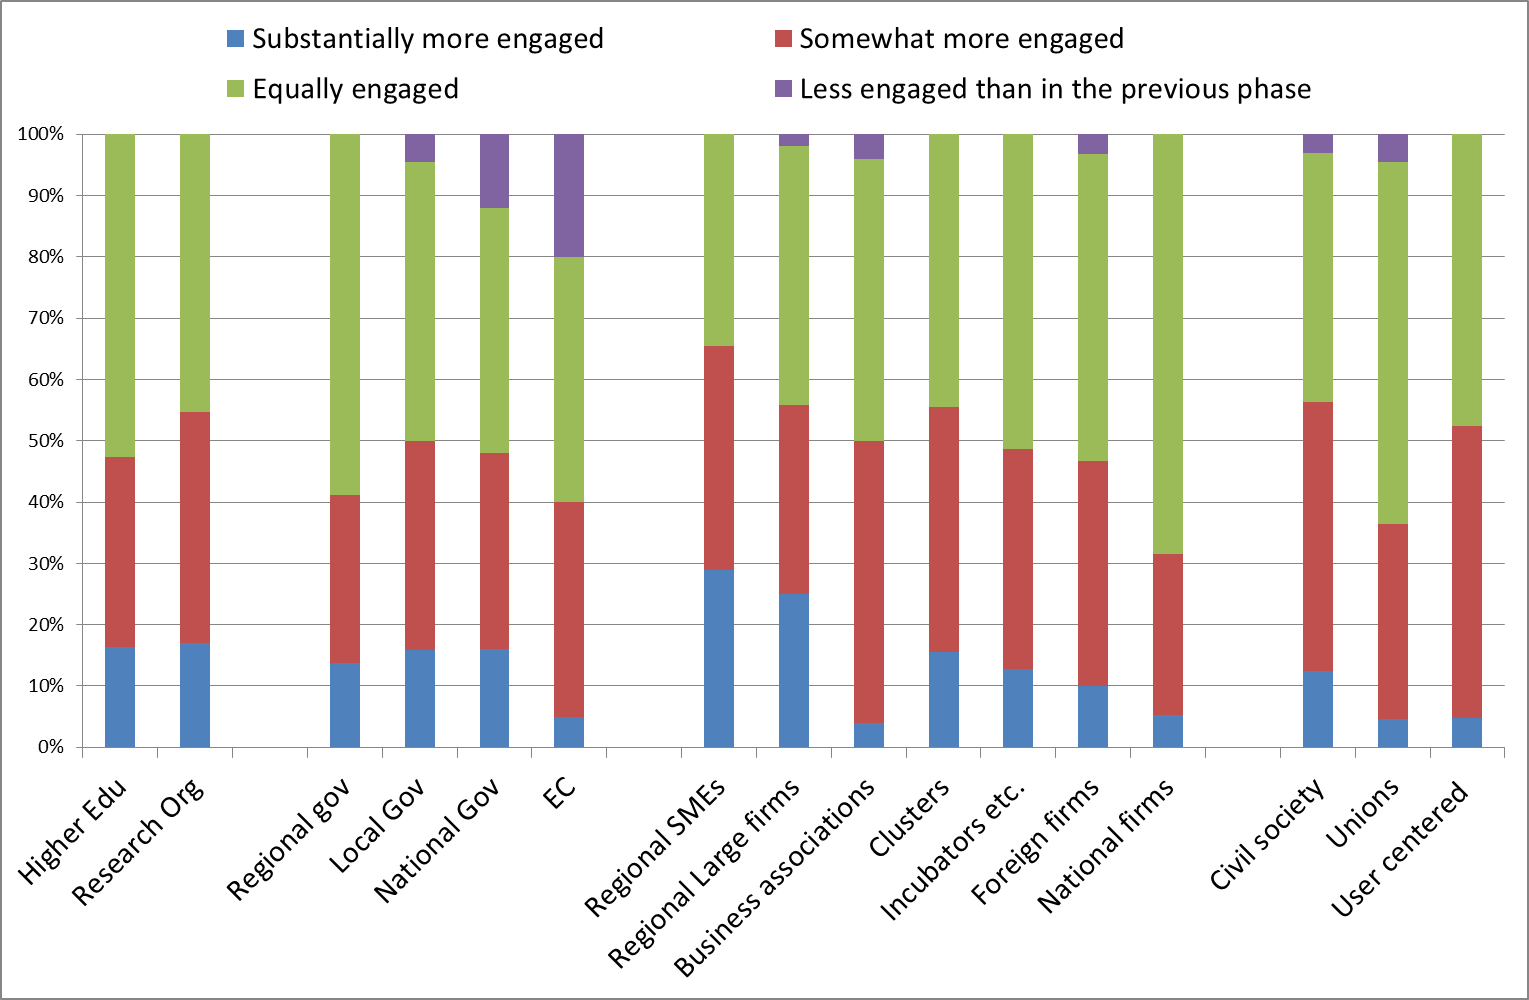 Substantially more engaged
Somewhat more engaged
Equally engaged
Less engaged than in the previous phase
100%
90%
80%
70%
60%
50%
40%
30%
20%
10%
0%
Higher Edu
Research Org
Regional gov
Local Gov
National Gov
EC
Regional SMEs
Regional Large firms
Business associations
Clusters
Incubators etc.
Foreign firms
National firms
Civil society
Unions
User centered